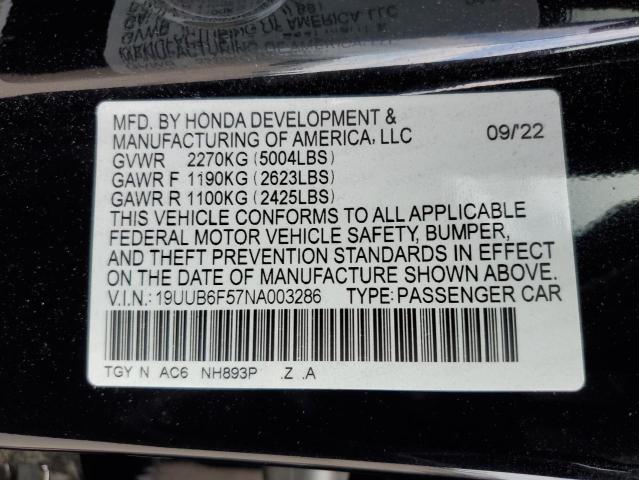 MFD. BY HONDA DEVELOPMENT &
MANUFACTURING OF AMERICA, LLC 09/'22
GVWR 2270KG (5004LBS)
GAWR F 1190KG (2623LBS)
GAWR R 1100KG (2425LBS)
THIS VEHICLE CONFORMS TO ALL APPLICABLE
FEDERAL MOTOR VEHICLE SAFETY, BUMPER,
AND THEFT PREVENTION STANDARDS IN EFFECT
ON THE DATE OF MANUFACTURE SHOWN ABOVE.
V.I.N.: 19UUB6F57NA003286 TYPE: PASSENGER CAR
TGY N AC6 NH893P .Z .A